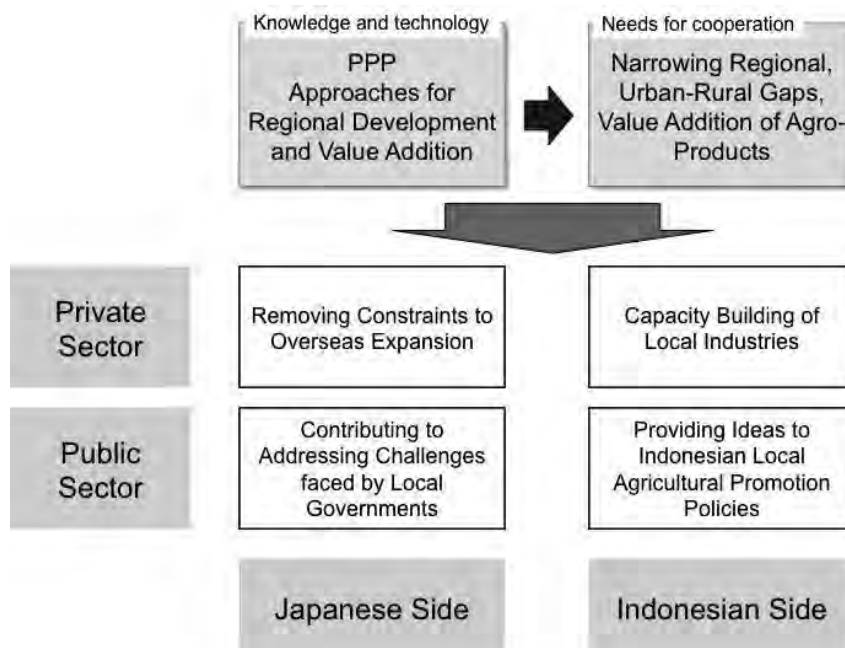 Knowledge and technology
PPP
Approaches for
Regional Development
and Value Addition
Needs for cooperation
Narrowing Regional,
Urban-Rural Gaps,
Value Addition of Agro-
Products
Private
Sector
Removing Constraints to
Overseas Expansion
Capacity Building of
Local Industries
Public
Sector
Contributing to
Addressing Challenges
faced by Local
Governments
Providing Ideas to
Indonesian Local
Agricultural Promotion
Policies
Japanese Side
Indonesian Side